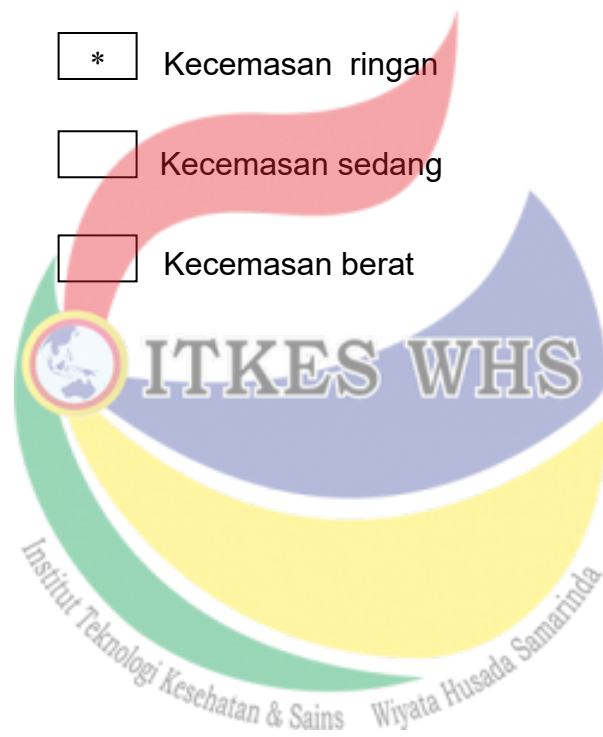 * Kecemasan ringan
Kecemasan sedang
Kecemasan berat
ITKES WHS
Institut Teknologi Kesehatan & Sains Wiyata Husada Samarinda